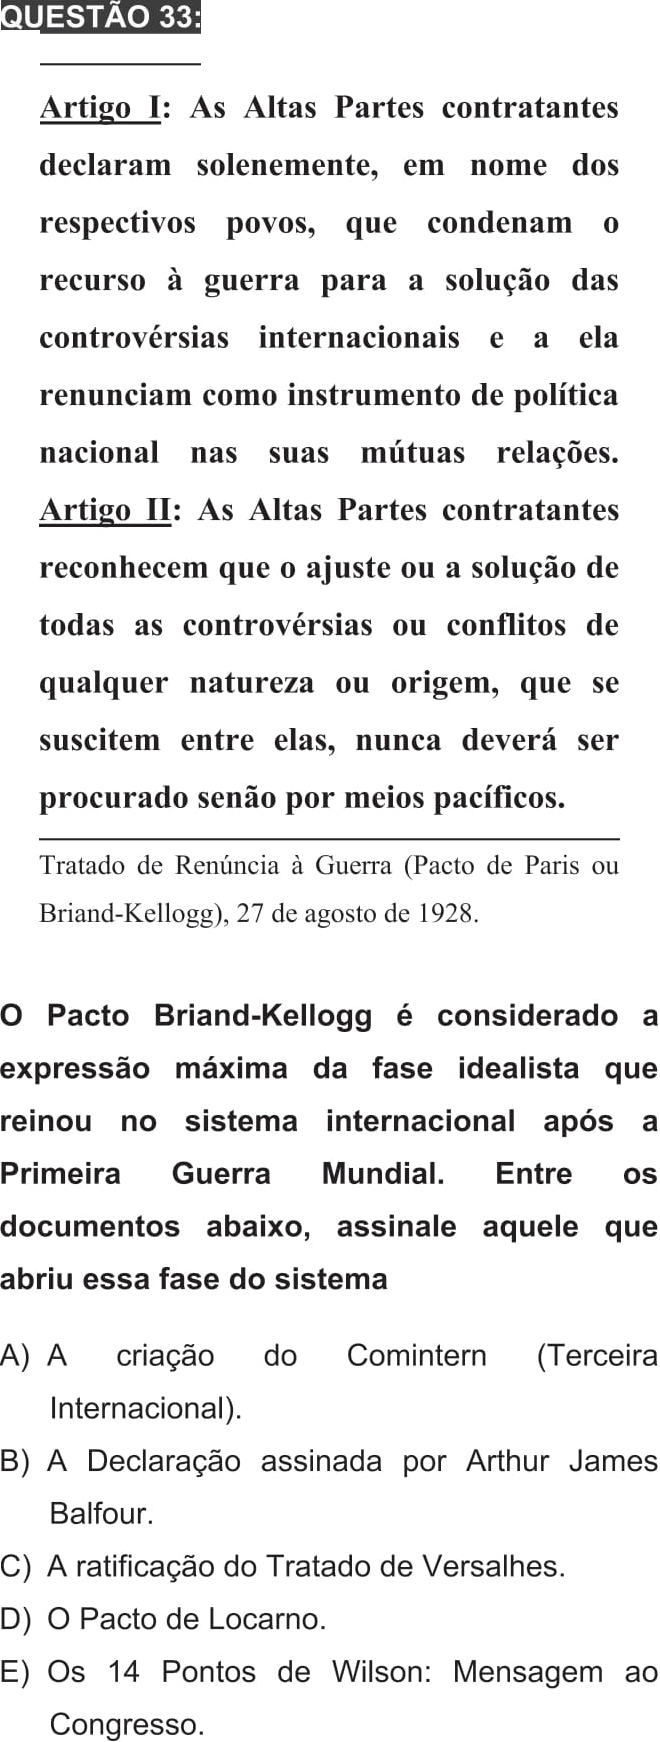 QUESTÃO 33:
Artigo I: As Altas Partes contratantes
declaram solenemente, em nome dos
respectivos povos, que condenam o
recurso à guerra para a solução das
controvérsias internacionais e a ela
renunciam como instrumento de política
nacional nas suas mútuas relações.
Artigo II: As Altas Partes contratantes
reconhecem que o ajuste ou a solução de
todas as controvérsias ou conflitos de
qualquer natureza ou origem, que se
suscitem entre elas, nunca deverá ser
procurado senão por meios pacíficos.
Tratado de Renúncia à Guerra (Pacto de Paris ou
Briand-Kellogg), 27 de agosto de 1928.
O Pacto Briand-Kellogg é considerado a
expressão máxima da fase idealista que
reinou no sistema internacional após a
Primeira Guerra Mundial. Entre os
documentos abaixo, assinale aquele que
abriu essa fase do sistema
A) A criação do Comintern (Terceira
Internacional).
B) A Declaração assinada por Arthur James
Balfour.
C) A ratificação do Tratado de Versalhes.
D) O Pacto de Locarno.
E) Os 14 Pontos de Wilson: Mensagem ao
Congresso.